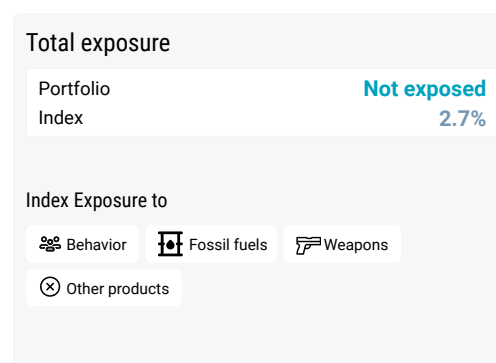 Total exposure
Portfolio Not exposed
Index 2.7%
Index Exposure to
Behavior Fossil fuels Weapons
Other products